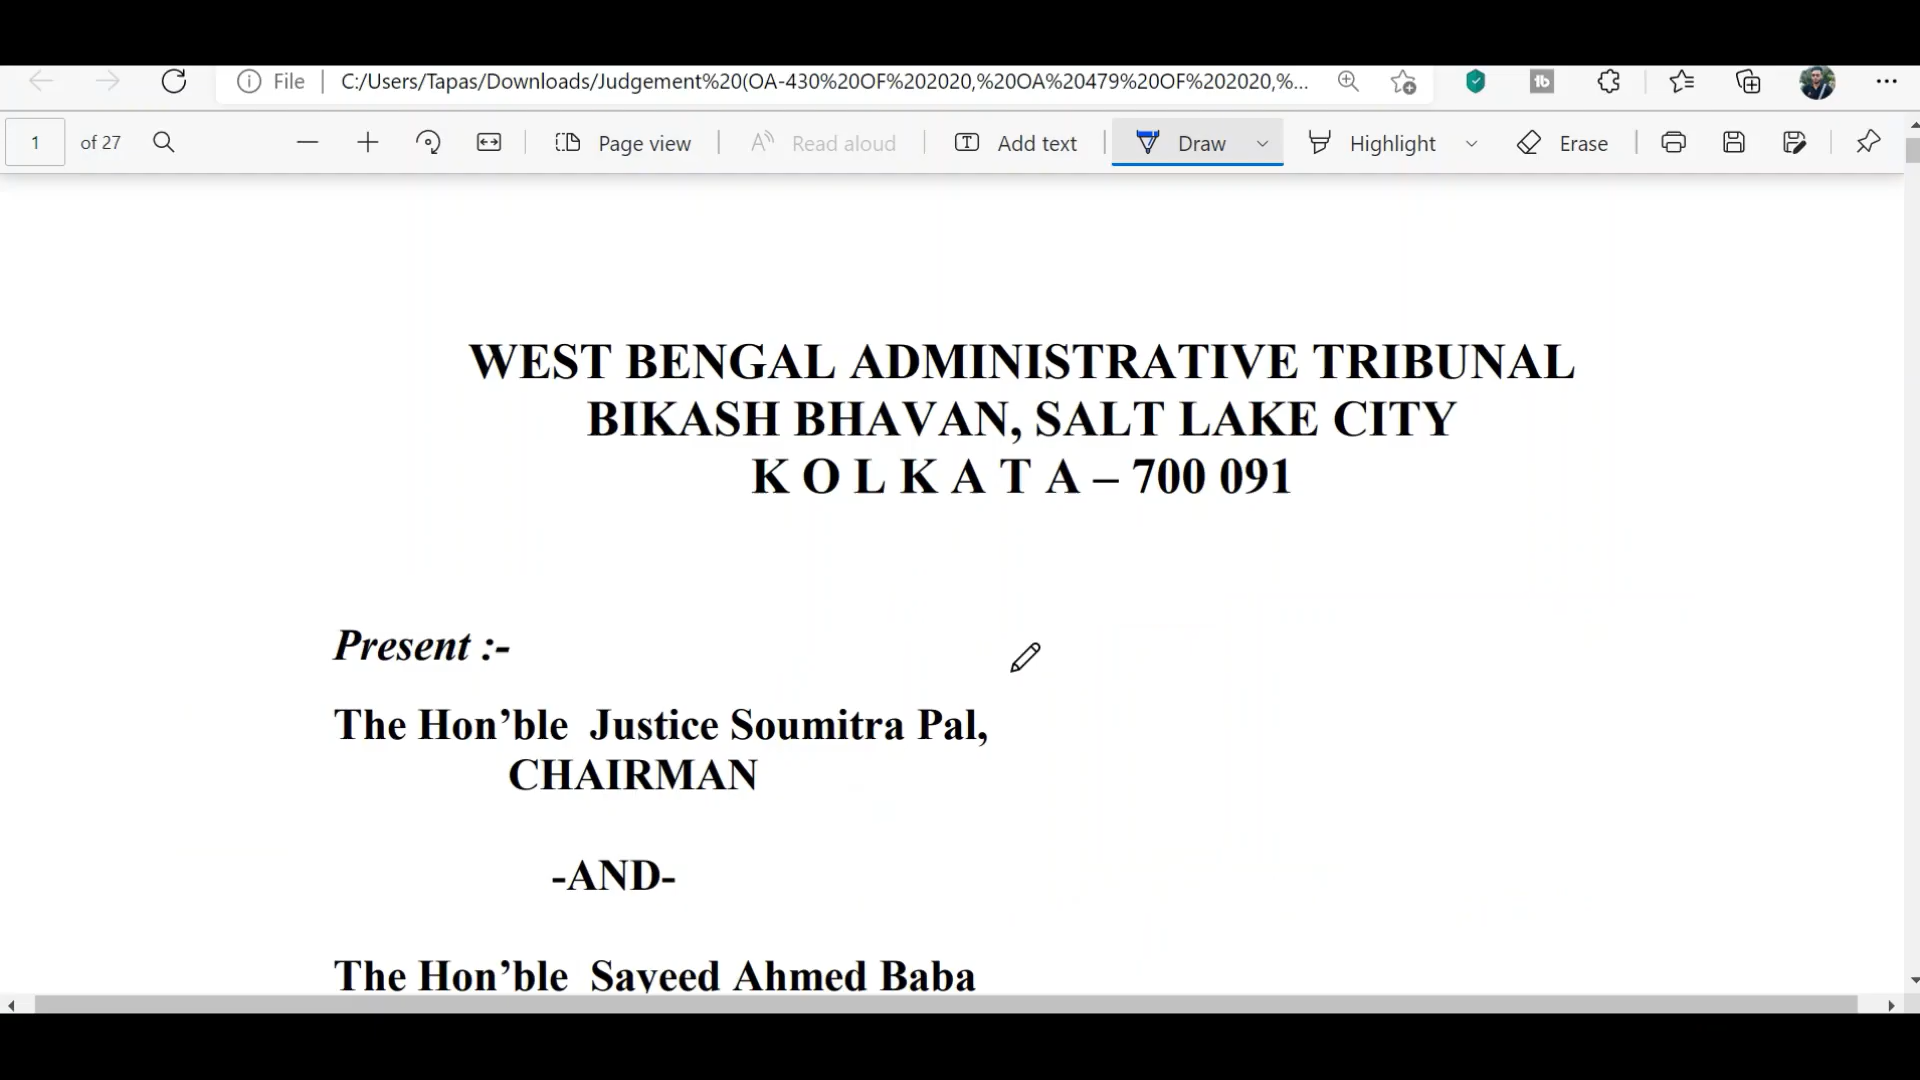 File | C:/Users/Tapas/Downloads/Judgement%20(OA-430%20OF%202020,%20OA%20479%20OF%202020,%...
1 of 27 Page view Read aloud Add text Draw Highlight Erase
WEST BENGAL ADMINISTRATIVE TRIBUNAL
BIKASH BHAVAN, SALT LAKE CITY
K O L K A T A – 700 091
Present :-
The Hon’ble Justice Soumitra Pal,
CHAIRMAN
-AND-
The Hon’ble Sayeed Ahmed Baba